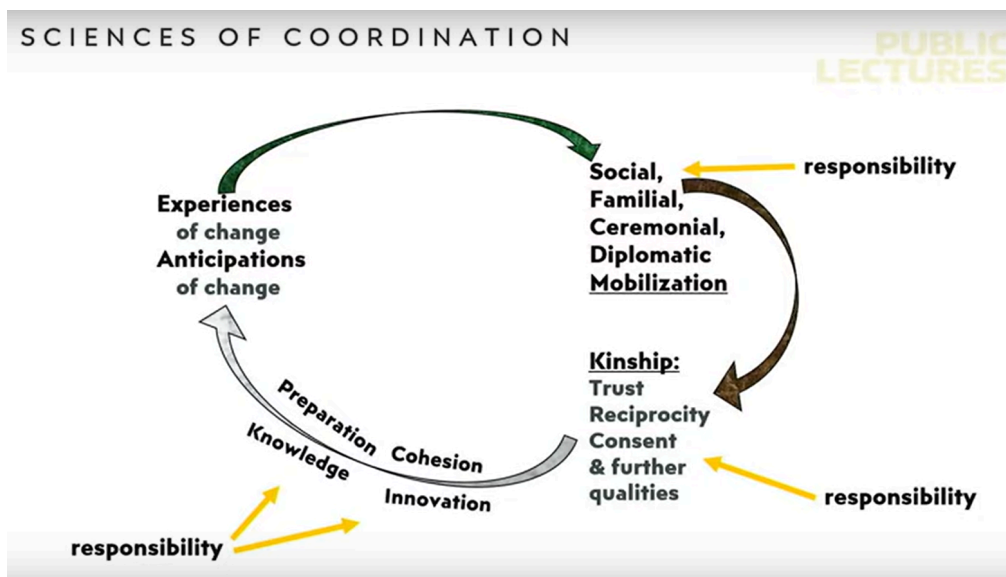 SCIENCES OF COORDINATION
PUBLIC
LECTURES
Experiences
of change
Anticipations
of change
Social,
Familial,
Ceremonial,
Diplomatic
Mobilization
responsibility
Kinship:
Trust
Reciprocity
Consent
& further
qualities
responsibility
Preparation
Cohesion
Knowledge
Innovation
responsibility